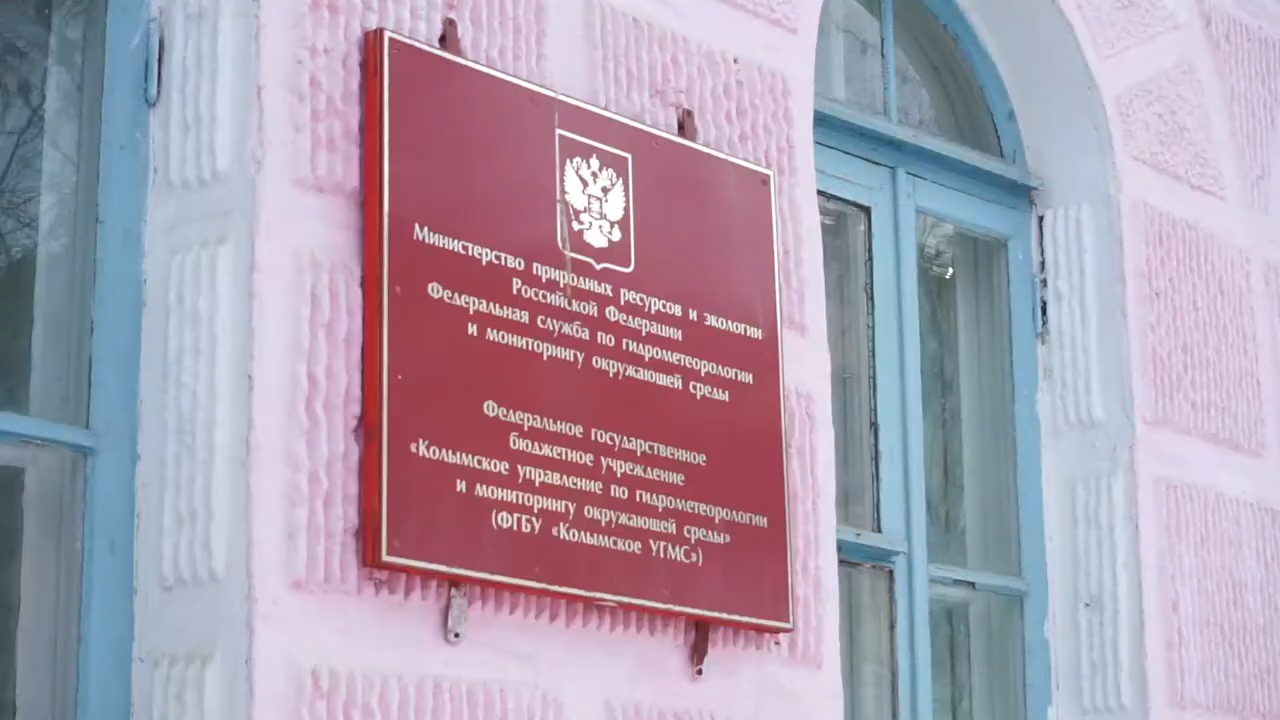 Министерство природных ресурсов и экологии
Российской Федерации
Федеральная служба по гидрометеорологии
и мониторингу окружающей среды
Федеральное государственное
бюджетное учреждение
«Колымское управление по гидрометеорологии
и мониторингу окружающей среды»
(ФГБУ «Колымское УГМС»)